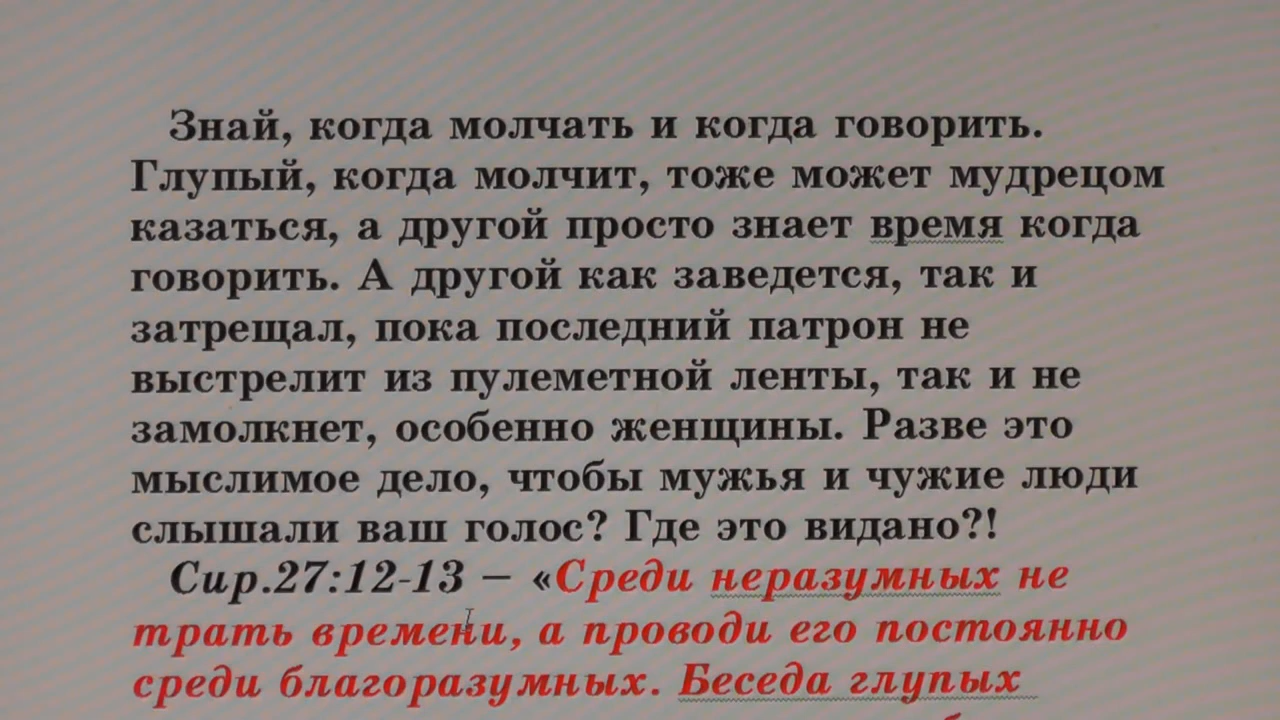 Знай, когда молчать и когда говорить.
Глупый, когда молчит, тоже может мудрецом
казаться, а другой просто знает время когда
говорить. А другой как заведется, так и
затрещал, пока последний патрон не
выстрелит из пулеметной ленты, так и не
замолкнет, особенно женщины. Разве это
мыслимое дело, чтобы мужья и чужие люди
слышали ваш голос? Где это видано?!
Сир.27:12-13 – «Среди неразумных не
трать времени, а проводи его постоянно
среди благоразумных. Беседа глупых